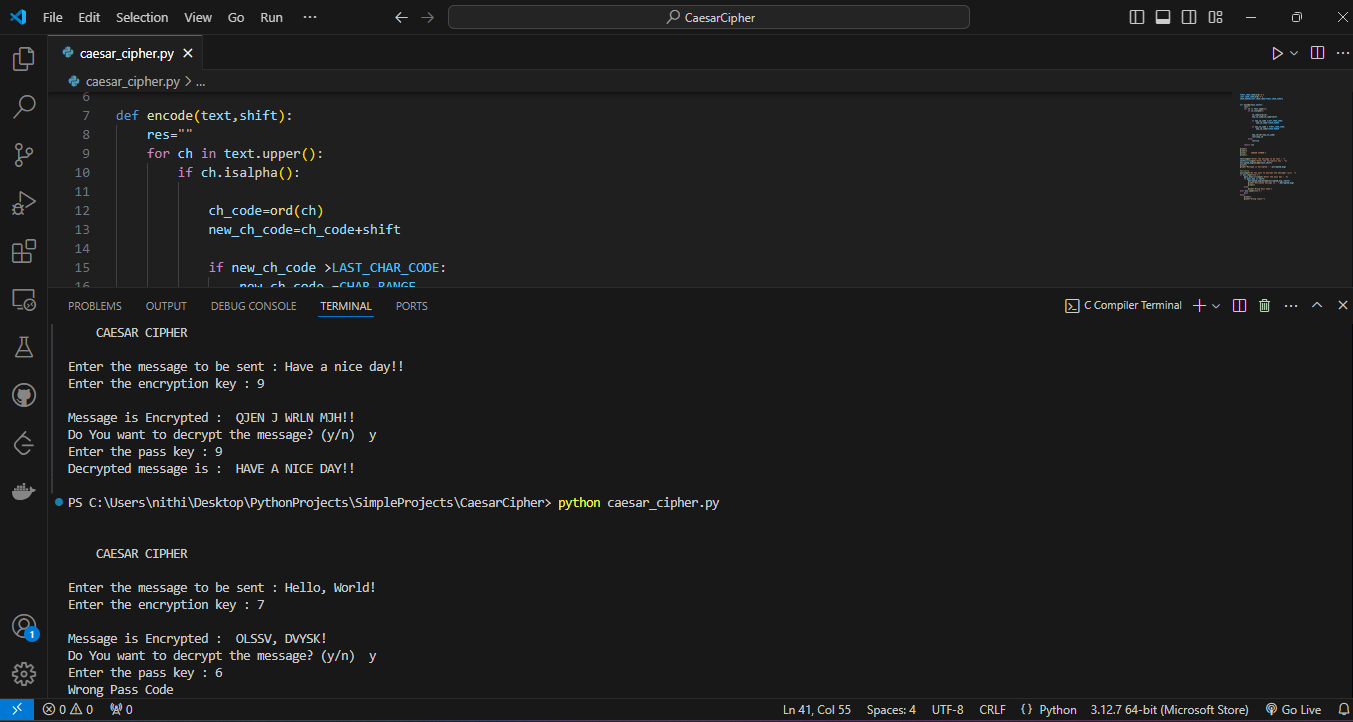 File Edit Selection View Go Run ··· CaesarCipher
caesar_cipher.py
caesar_cipher.py > ...
6
7 def encode(text,shift):
8 res=""
9 for ch in text.upper():
10 if ch.isalpha():
11
12 ch_code=ord(ch)
13 new_ch_code=ch_code+shift
14
15 if new_ch_code >LAST_CHAR_CODE:
16 new_ch_code -=CHAR_RANGE
PROBLEMS OUTPUT DEBUG CONSOLE TERMINAL PORTS C Compiler Terminal
CAESAR CIPHER
Enter the message to be sent : Have a nice day!!
Enter the encryption key : 9
Message is Encrypted :  QJEN J WRLN MJH!!
Do You want to decrypt the message? (y/n)  y
Enter the pass key : 9
Decrypted message is :  HAVE A NICE DAY!!
PS C:\Users\nithi\Desktop\PythonProjects\SimpleProjects\CaesarCipher> python caesar_cipher.py
CAESAR CIPHER
Enter the message to be sent : Hello, World!
Enter the encryption key : 7
Message is Encrypted :  OLSSV, DVYSK!
Do You want to decrypt the message? (y/n)  y
Enter the pass key : 6
Wrong Pass Code
1
0 0 0 Ln 41, Col 55 Spaces: 4 UTF-8 CRLF {} Python 3.12.7 64-bit (Microsoft Store) Go Live